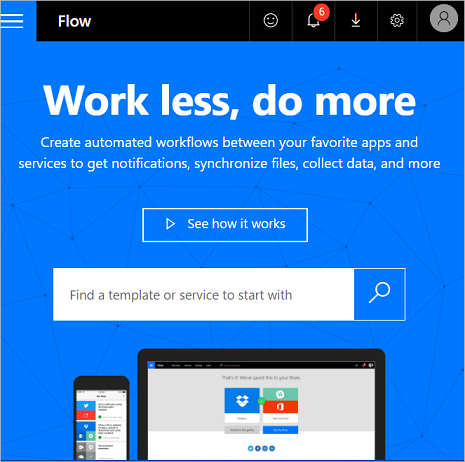 Flow
6
Work less, do more
Create automated workflows between your favorite apps and
services to get notifications, synchronize files, collect data, and more
See how it works
Find a template or service to start with
That's it! We've saved this to your flows.